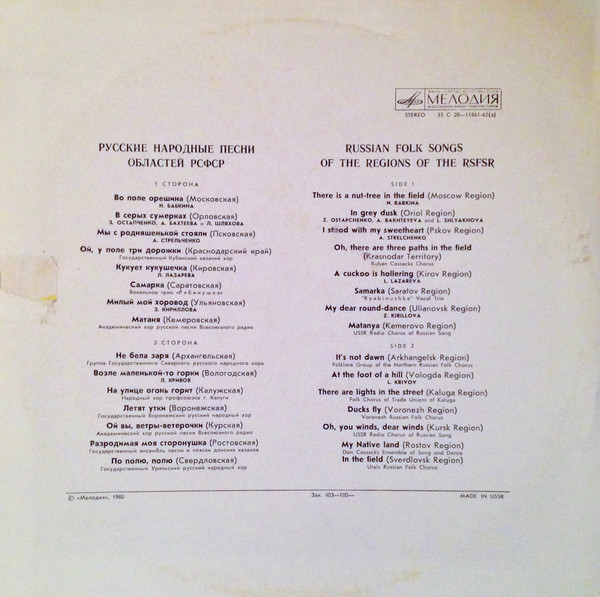 МЕЛОДИЯ
STEREO 33 С 20—11861-62(а)
РУССКИЕ НАРОДНЫЕ ПЕСНИ
ОБЛАСТЕЙ РСФСР
1 СТОРОНА
Во поле орешина (Московская)
Н. БАБКИНА
В серых сумерках (Орловская)
З. ОСТАПЧЕНКО, А. БАХТЕЕВА и Л. ШЛЯХОВА
Мы с родняшенькой стояли (Псковская)
А. СТРЕЛЬЧЕНКО
Ой, у поле три дорожки (Краснодарский край)
Государственный Кубанский казачий хор
Кукует кукушечка (Кировская)
Л. ЛАЗАРЕВА
Самарка (Саратовская)
Вокальное трио «Рябинушка»
Милый мой хоровод (Ульяновская)
З. КИРИЛЛОВА
Матаня (Кемеровская)
Академический хор русской песни Всесоюзного радио
2 СТОРОНА
Не бела заря (Архангельская)
Группа Государственного Северного русского народного хора
Возле маленькой-то горки (Вологодская)
Л. КРИВОВ
На улице огонь горит (Калужская)
Народный хор профсоюзов г. Калуги
Летят утки (Воронежская)
Государственный Воронежский русский народный хор
Ой вы, ветры-ветерочки (Курская)
Академический хор русской песни Всесоюзного радио
Разродимая моя сторонушка (Ростовская)
Государственный ансамбль песни и пляски донских казаков
По полю, полю (Свердловская)
Государственный Уральский русский народный хор
RUSSIAN FOLK SONGS
OF THE REGIONS OF THE RSFSR
SIDE 1
There is a nut-tree in the field (Moscow Region)
N. BABKINA
In grey dusk (Oriol Region)
Z. OSTAPCHENKO, A. BAKHTEYEVA and L. SHLYAKHOVA
I stood with my sweetheart (Pskov Region)
A. STRELCHENKO
Oh, there are three paths in the field
(Krasnodar Territory)
Kuban Cossacks Chorus
A cuckoo is hollering (Kirov Region)
L. LAZAREVA
Samarka (Saratov Region)
"Ryabinushka" Vocal Trio
My dear round-dance (Ulianovsk Region)
Z. KIRILLOVA
Matanya (Kemerovo Region)
USSR Radio Chorus of Russian Song
SIDE 2
It's not dawn (Arkhangelsk Region)
Folklore Group of the Northern Russian Folk Chorus
At the foot of a hill (Vologda Region)
L. KRIVOV
There are lights in the street (Kaluga Region)
Folk Chorus of Trade Unions of Kaluga
Ducks fly (Voronezh Region)
Voronezh Russian Folk Chorus
Oh, you winds, dear winds (Kursk Region)
USSR Radio Chorus of Russian Song
My Native land (Rostov Region)
Don Cossacks Ensemble of Song and Dance
In the field (Sverdlovsk Region)
Urals Russian Folk Chorus
© «Мелодия», 1980 Зак. 403—100— MADE IN USSR